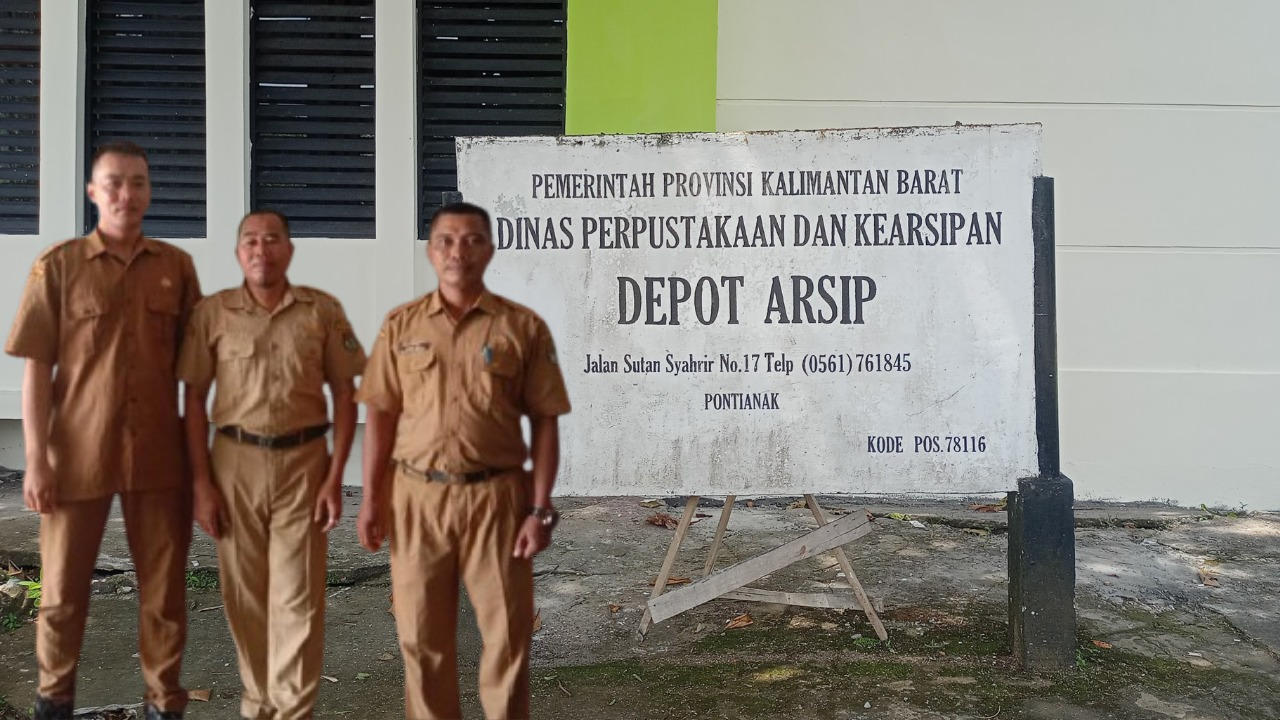 PEMERINTAH PROVINSI KALIMANTAN BARAT
DINAS PERPUSTAKAAN DAN KEARSIPAN
DEPOT ARSIP
Jalan Sutan Syahrir No.17 Telp (0561) 761845
PONTIANAK
KODE POS.78116